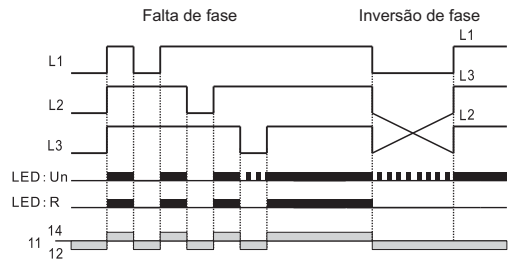 Falta de fase
Inversão de fase
L1
L1
L3
L2
L2
L3
LED: Un
LED: R
14
11
12